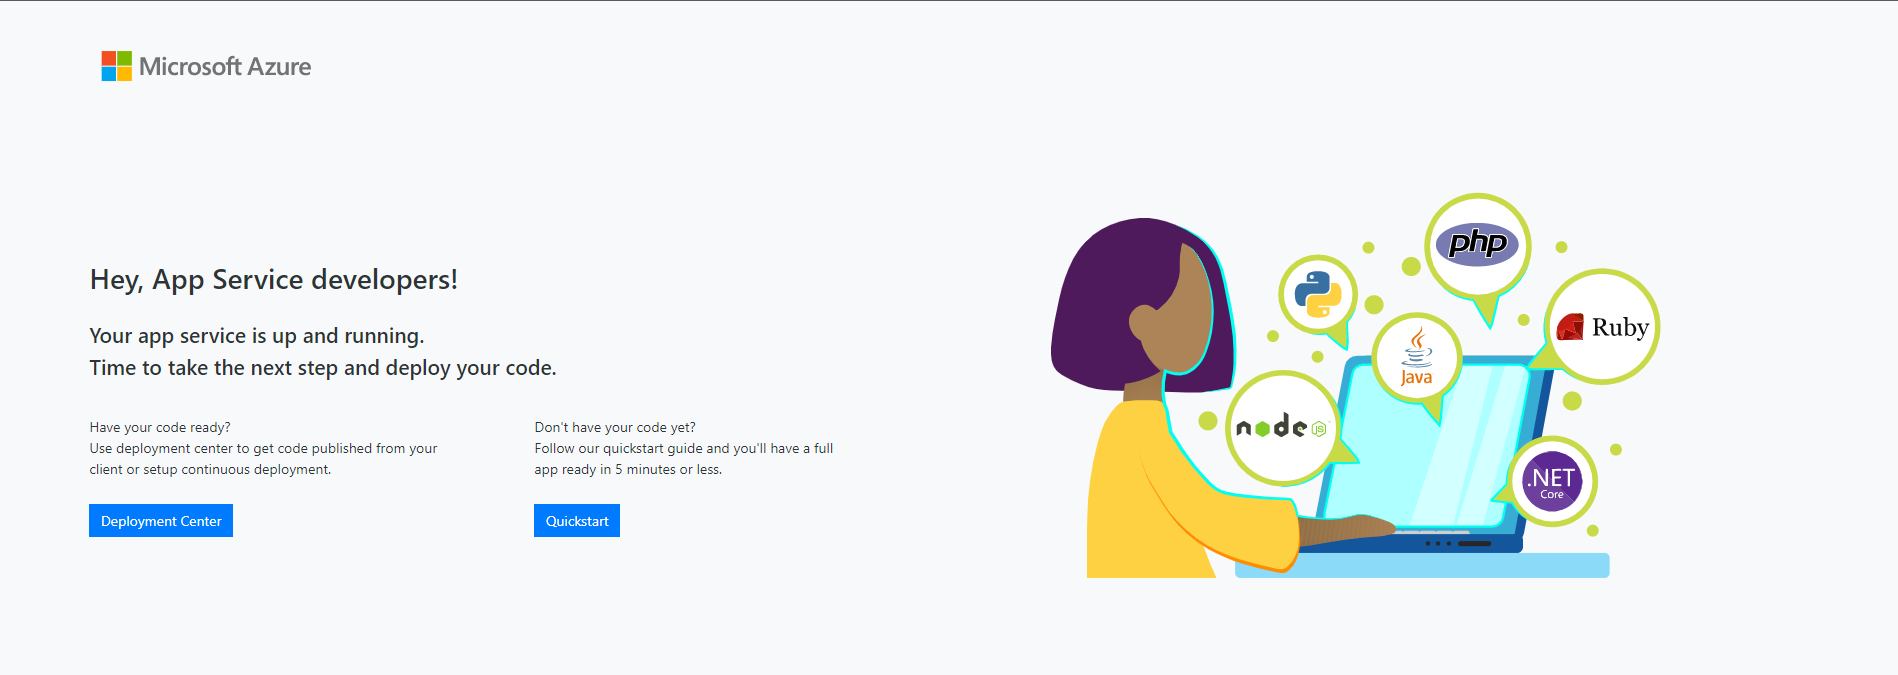 Microsoft Azure
Hey, App Service developers!
Your app service is up and running.
Time to take the next step and deploy your code.
Have your code ready?
Use deployment center to get code published from your
client or setup continuous deployment.
Deployment Center
Don't have your code yet?
Follow our quickstart guide and you'll have a full
app ready in 5 minutes or less.
Quickstart
php
Ruby
Java
node
JS
.NET
Core